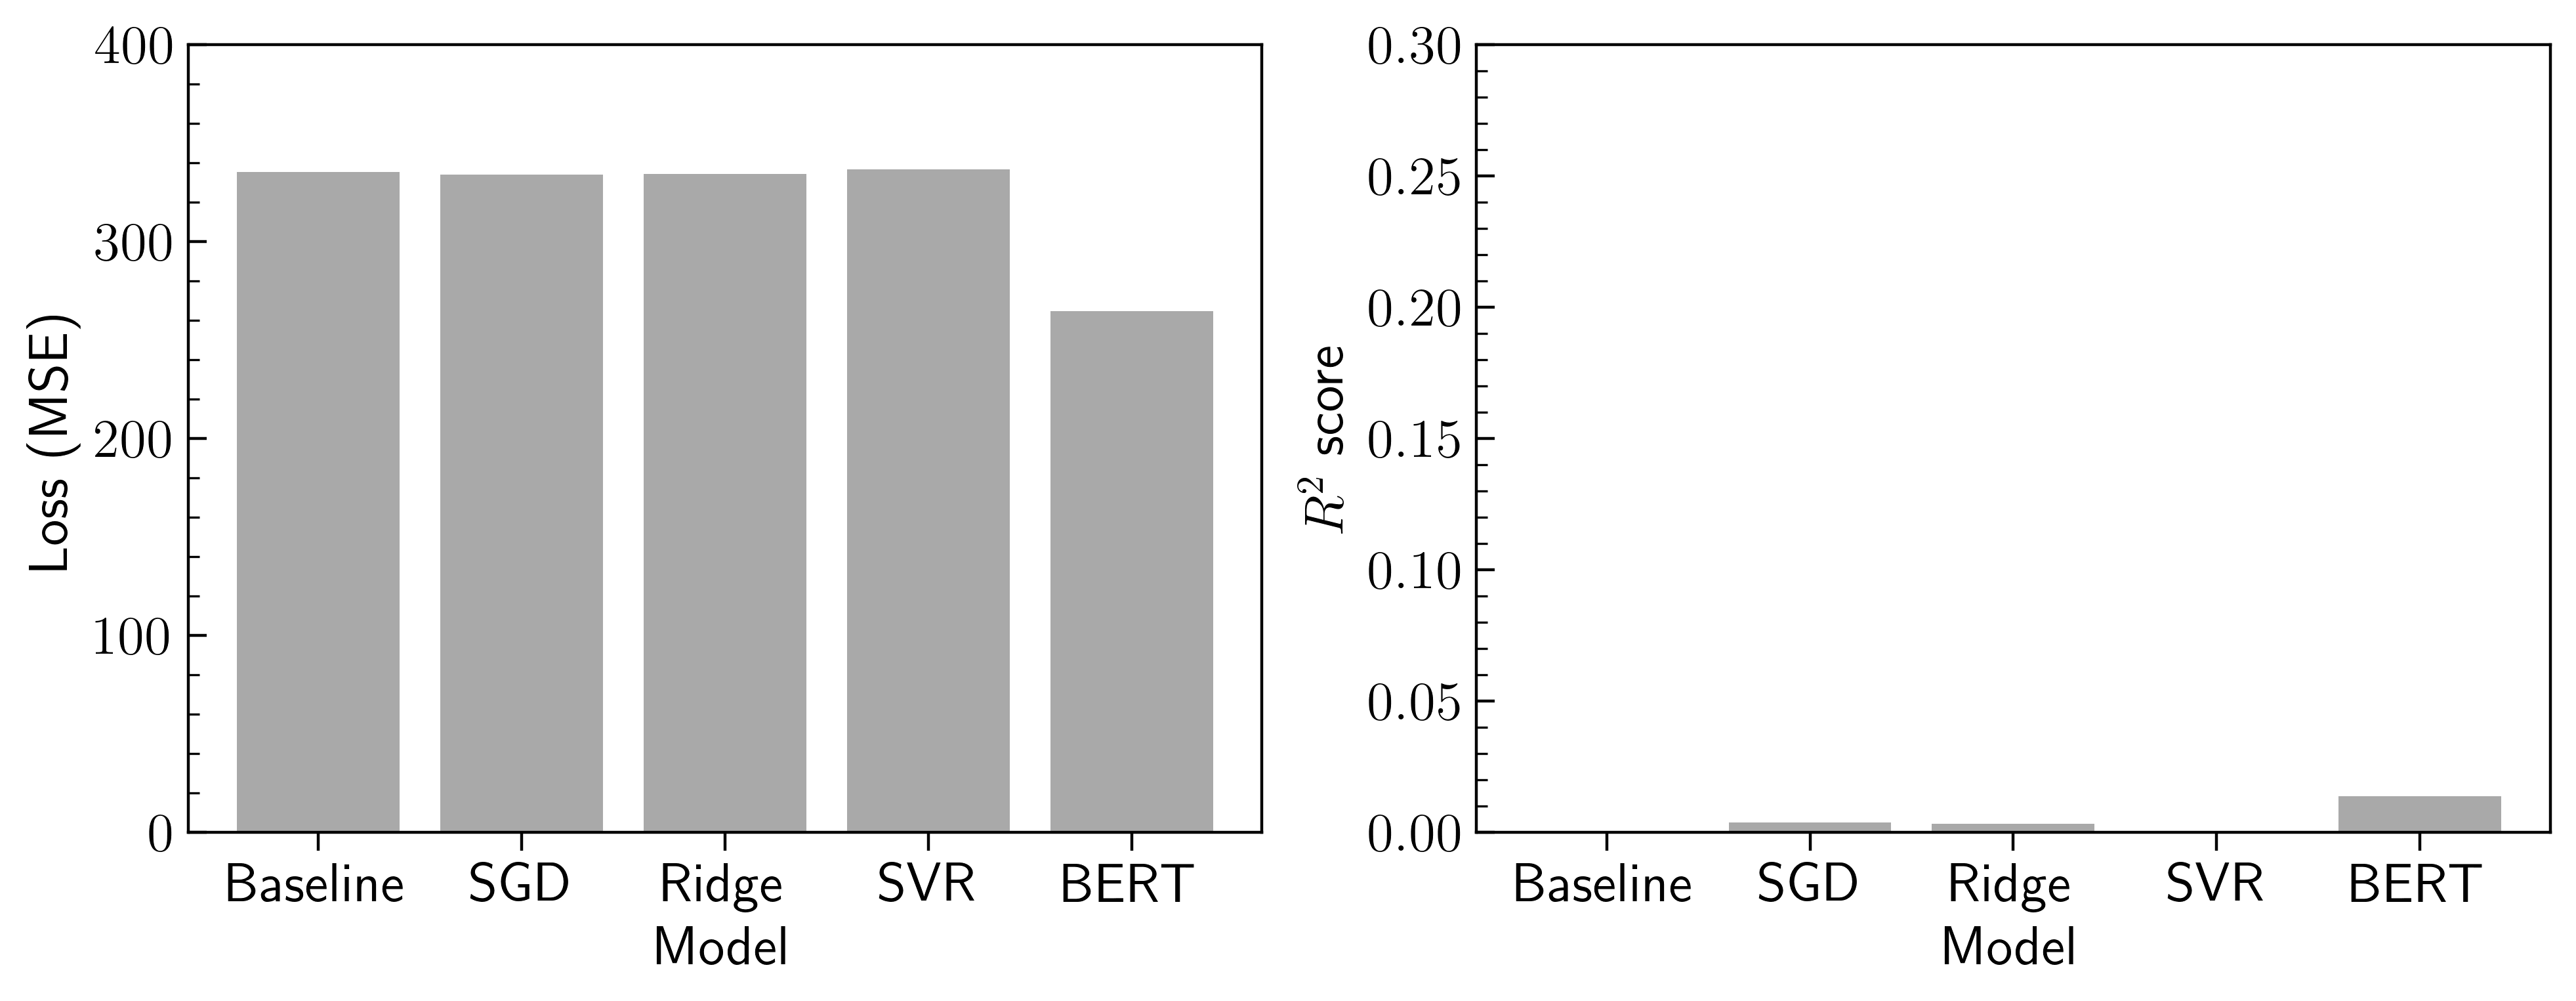 Loss (MSE)
400
300
200
100
0
Baseline SGD Ridge SVR BERT
Model
R² score
0.30
0.25
0.20
0.15
0.10
0.05
0.00
Baseline SGD Ridge SVR BERT
Model